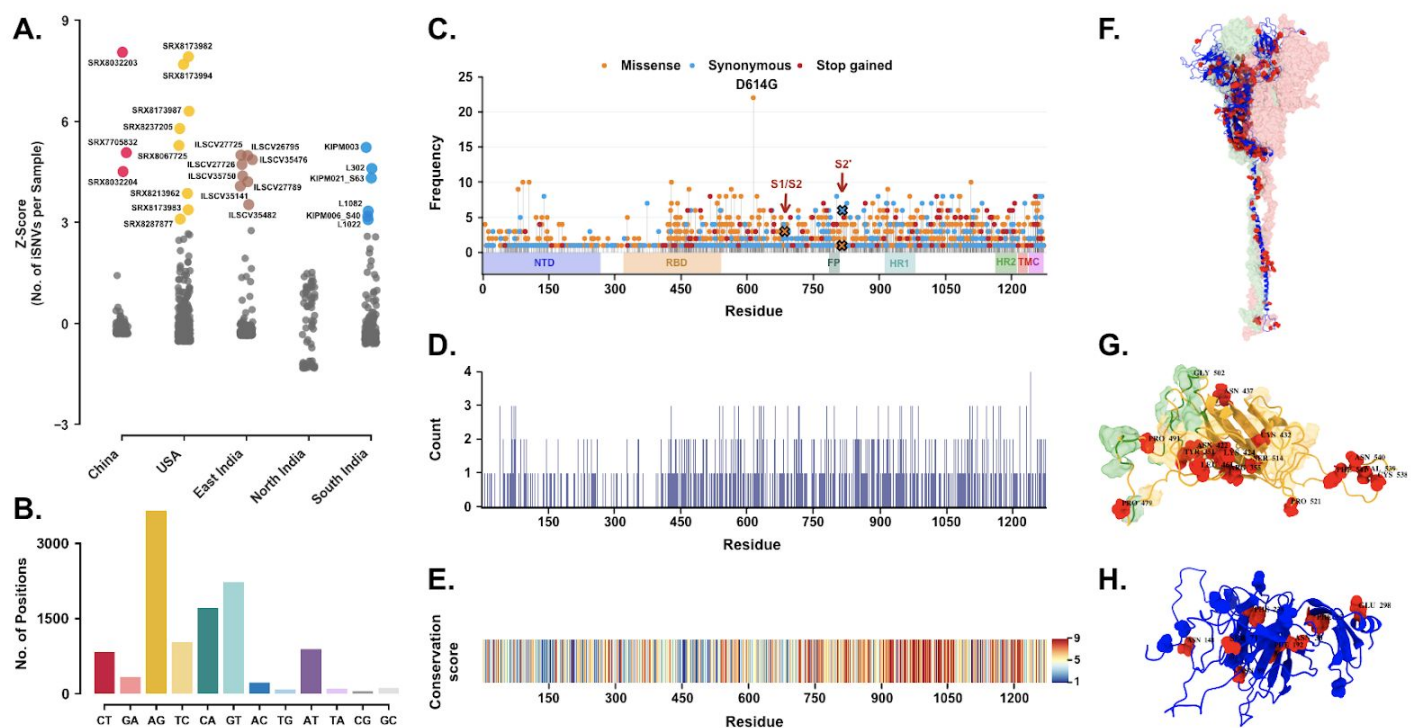 A.
9
6
3
0
−3
Z-Score
(No. of iSNVs per Sample)
SRX8032203
SRX7705832
SRX8032204
SRX8173982
SRX8173994
SRX8173987
SRX8237205
SRX8067725
SRX8213962
SRX8173983
SRX8287877
ILSCV27725
ILSCV26795
ILSCV27726
ILSCV35476
ILSCV35750
ILSCV27789
ILSCV35141
ILSCV35482
KIPM003
L302
KIPM021_S63
L1082
KIPM006_S40
L1022
China
USA
East India
North India
South India
B.
No. of Positions
3000
1500
0
CT GA AG TC CA GT AC TG AT TA CG GC
C.
Missense Synonymous Stop gained
D614G
S1/S2
S2'
Frequency
25
20
15
10
5
0
NTD RBD FP HR1 HR2 TMC
0 150 300 450 600 750 900 1050 1200
Residue
D.
Count
4
3
2
1
0
150 300 450 600 750 900 1050 1200
Residue
E.
Conservation
score
9
5
1
150 300 450 600 750 900 1050 1200
Residue
F.
G.
GLY 502
ASN 437
PRO 491
LYS 424
SER 514
ASN 540
CYS 538
PRO 521
PRO 479
H.
GLU 298